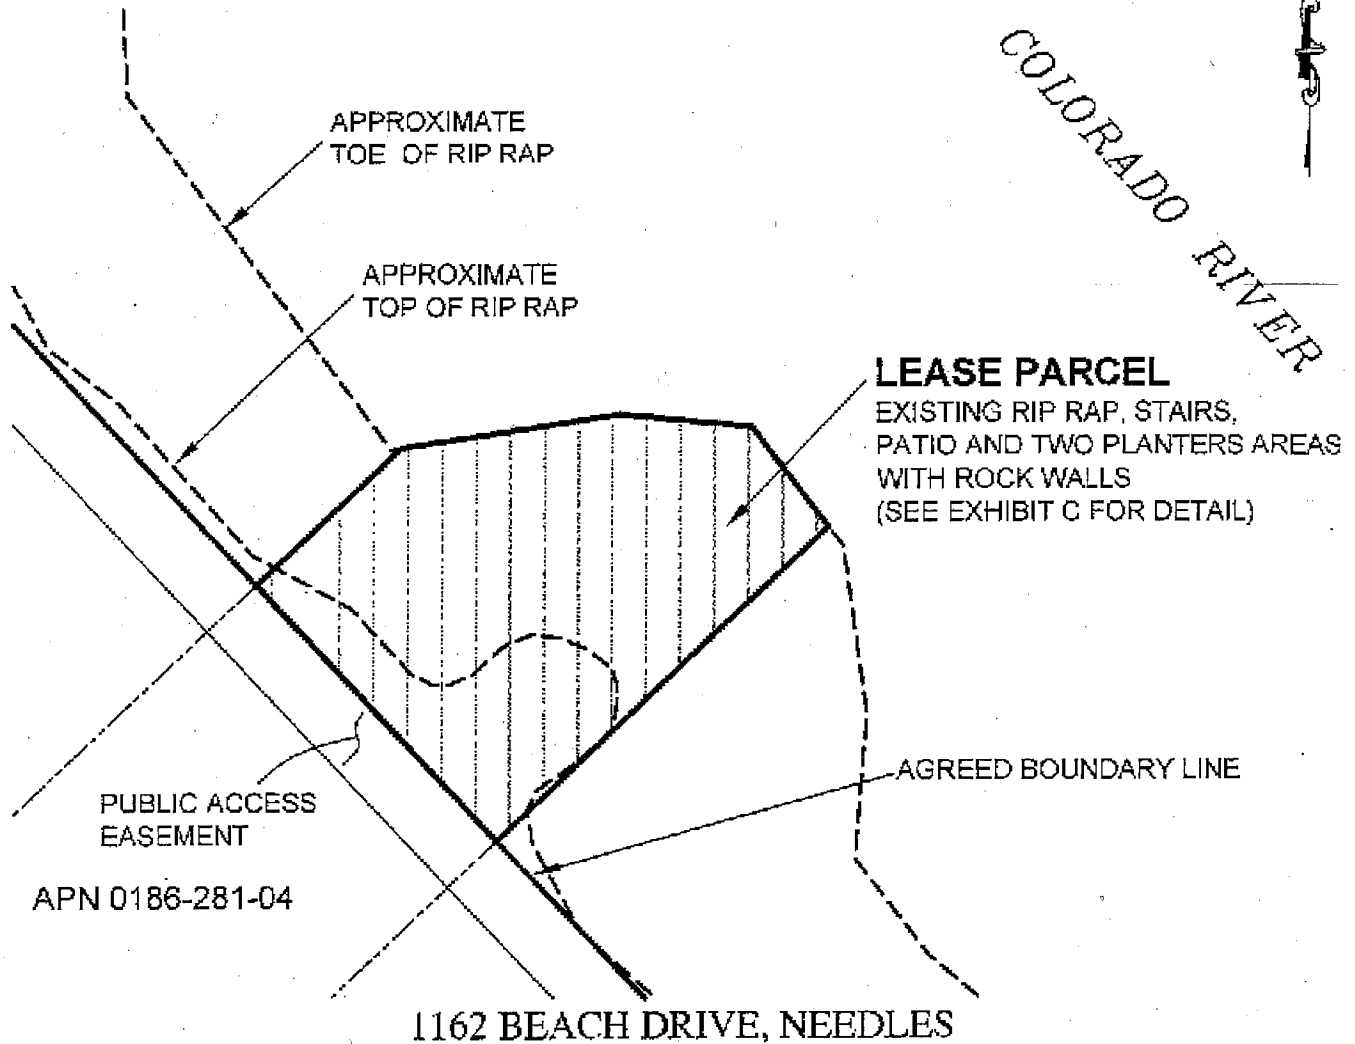 APPROXIMATE
TOE OF RIP RAP
COLORADO RIVER
APPROXIMATE
TOP OF RIP RAP
LEASE PARCEL
EXISTING RIP RAP, STAIRS,
PATIO AND TWO PLANTERS AREAS
WITH ROCK WALLS
(SEE EXHIBIT C FOR DETAIL)
AGREED BOUNDARY LINE
PUBLIC ACCESS
EASEMENT
APN 0186-281-04
1162 BEACH DRIVE, NEEDLES